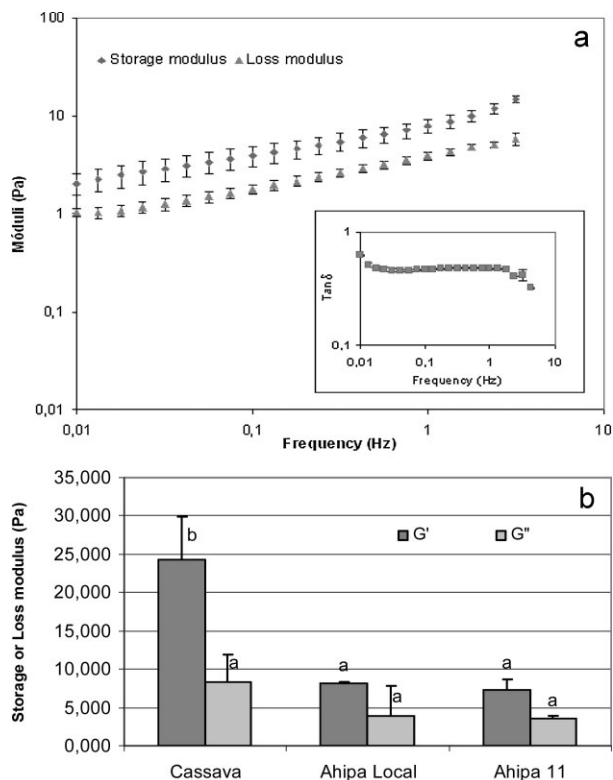 a
100
Storage modulus Loss modulus
10
1
0,1
0,01
Móduli (Pa)
0,01 0,1 1 10
Frequency (Hz)
1
0,1
Tan δ
0,01 0,1 1 10
Frequency (Hz)
b
35,000
30,000
25,000
20,000
15,000
10,000
5,000
0,000
Storage or Loss modulus (Pa)
G' G"
b a a a a a
Cassava Ahipa Local Ahipa 11